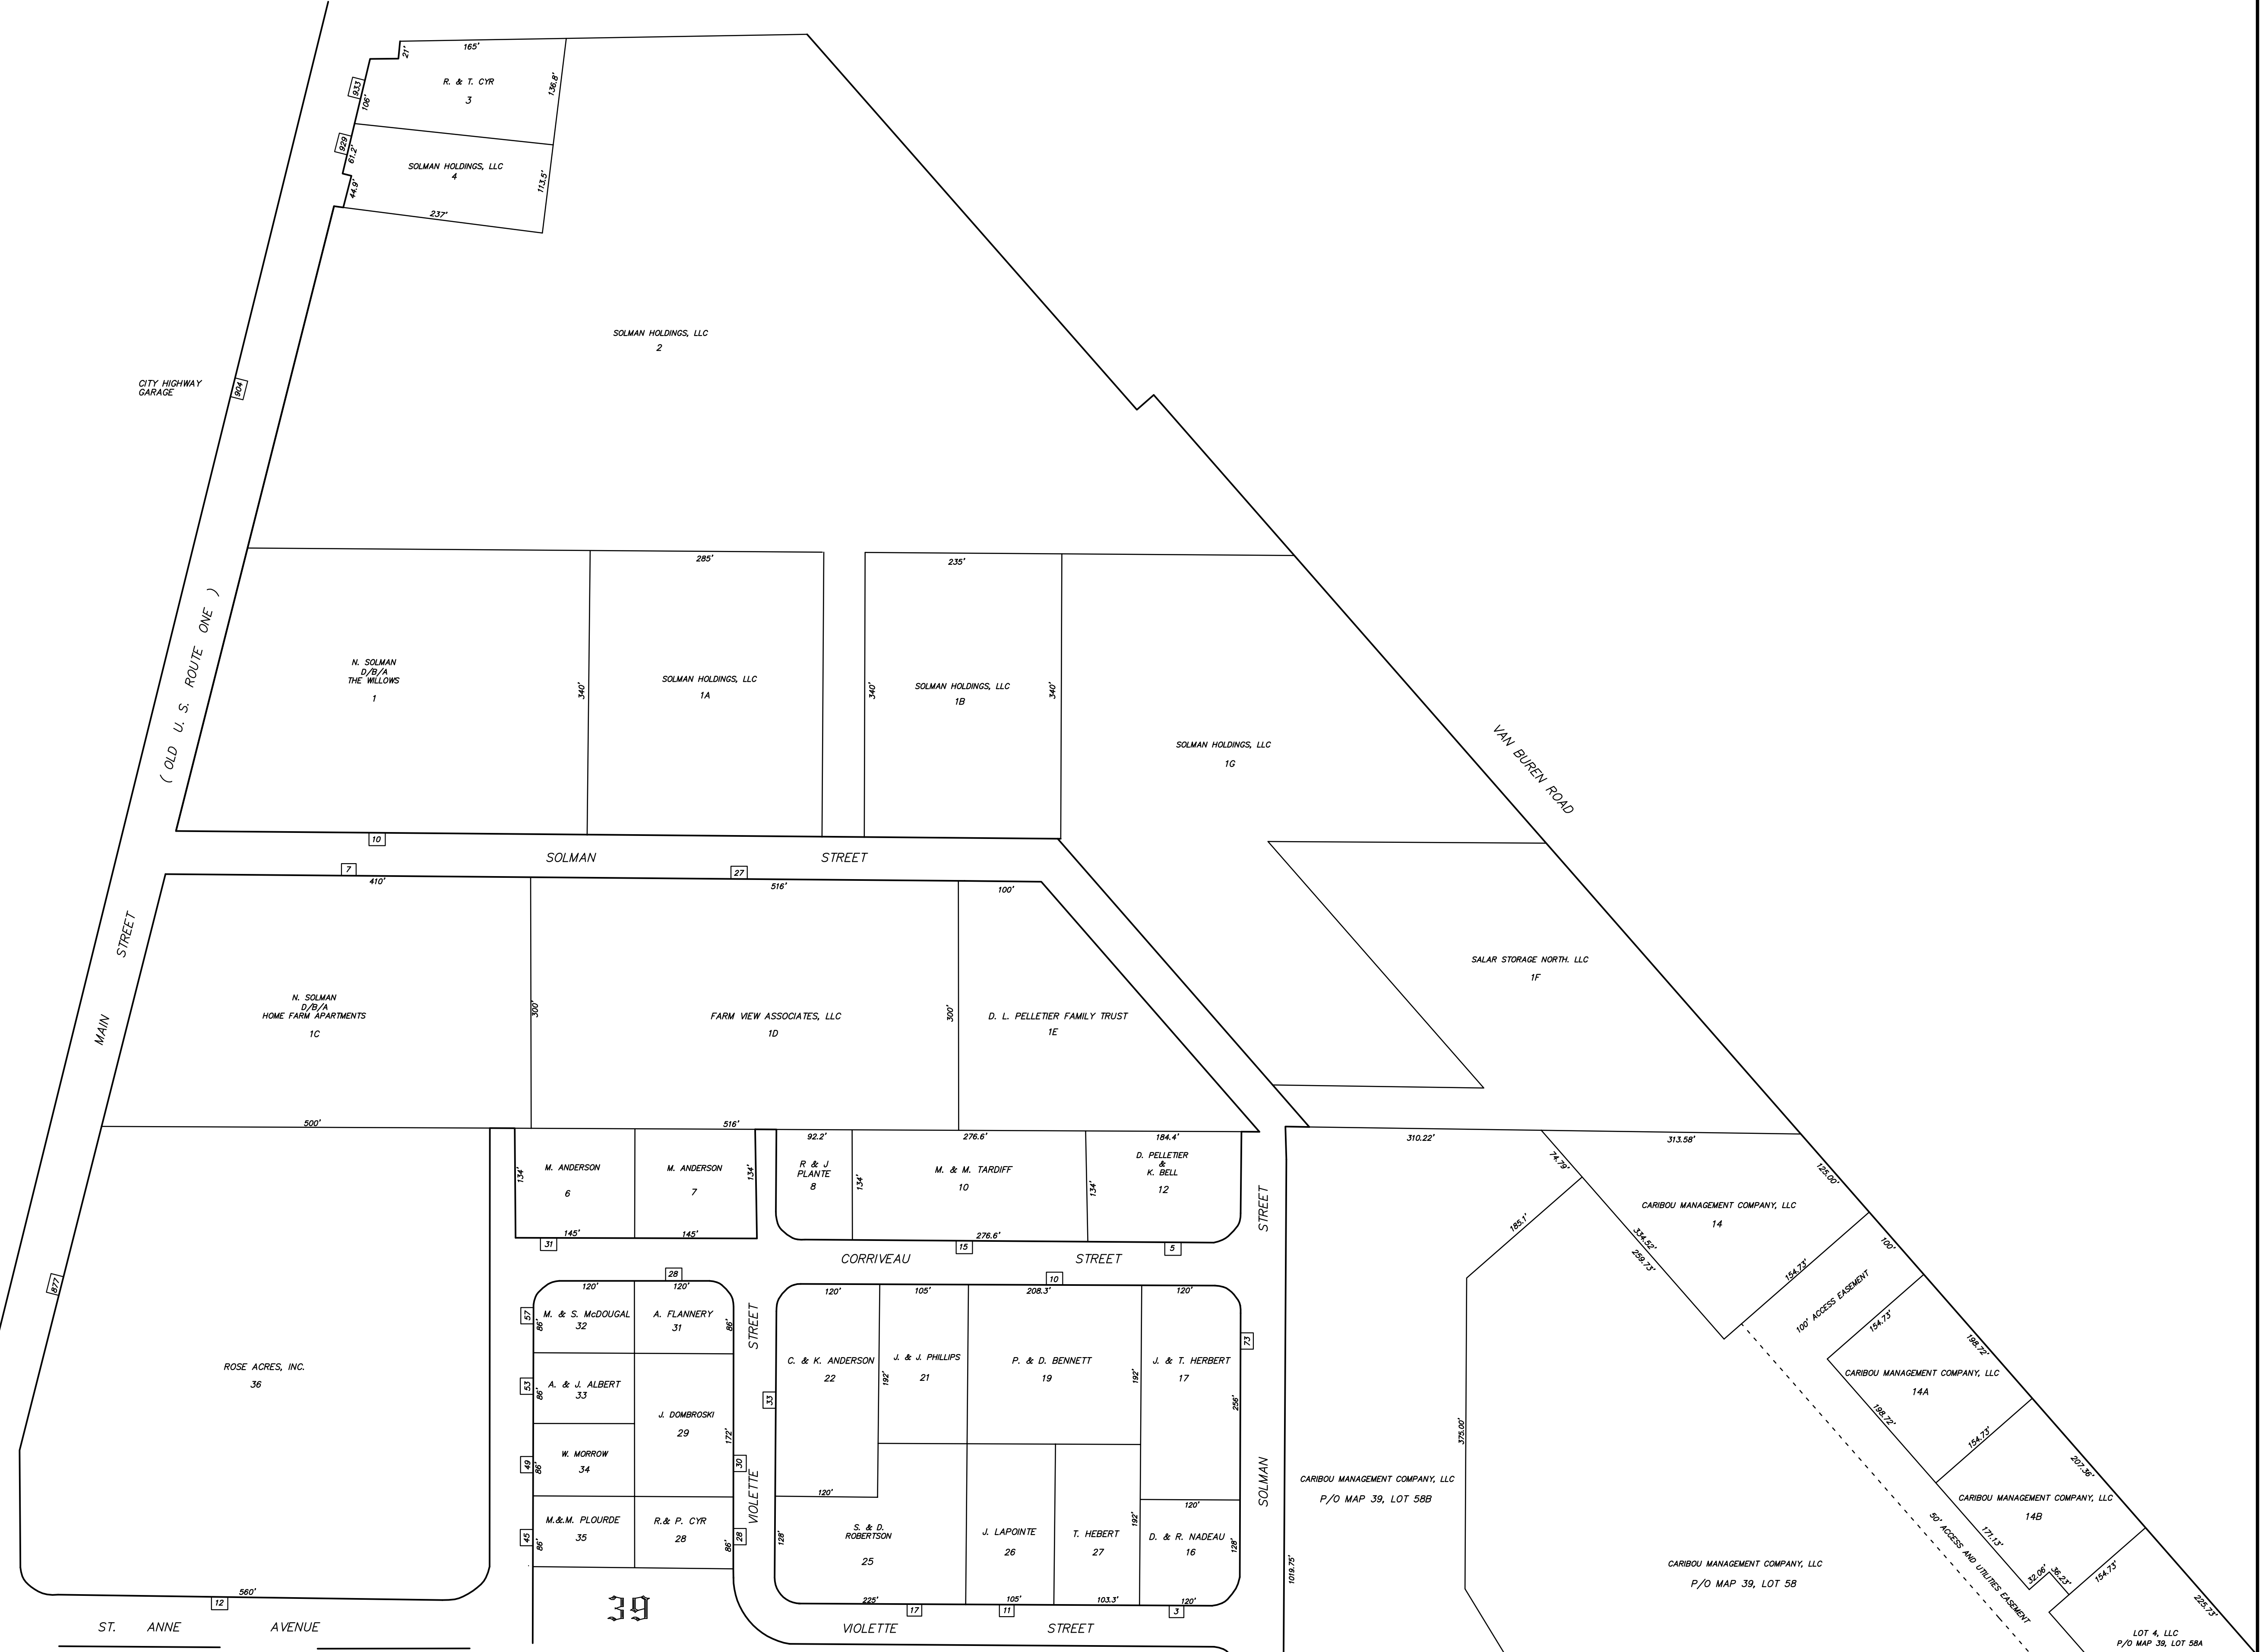 165'
21'
R. & T. CYR
3
136.8'
933
106'
929
61.2'
SOLMAN HOLDINGS, LLC
4
113.5'
44.9'
237'
SOLMAN HOLDINGS, LLC
2
CITY HIGHWAY
GARAGE
904
285'
235'
( OLD U. S. ROUTE ONE )
N. SOLMAN
D/B/A
THE WILLOWS
1
340'
SOLMAN HOLDINGS, LLC
1A
340'
SOLMAN HOLDINGS, LLC
1B
340'
SOLMAN HOLDINGS, LLC
1G
VAN BUREN ROAD
10
SOLMAN STREET
7
27
410'
516'
100'
MAIN STREET
SALAR STORAGE NORTH. LLC
1F
N. SOLMAN
D/B/A
HOME FARM APARTMENTS
1C
300'
FARM VIEW ASSOCIATES, LLC
1D
300'
D. L. PELLETIER FAMILY TRUST
1E
500'
516'
92.2'
276.6'
184.4'
310.22'
313.58'
134'
M. ANDERSON
6
M. ANDERSON
7
134'
R & J
PLANTE
8
134'
M. & M. TARDIFF
10
134'
D. PELLETIER
&
K. BELL
12
74.79'
125.00'
145'
145'
276.6'
31
15
5
CORRIVEAU STREET
SOLMAN STREET
CARIBOU MANAGEMENT COMPANY, LLC
14
185.1'
334.52'
259.73'
154.73'
100'
100' ACCESS EASEMENT
877
28
10
120'
120'
120'
105'
208.3'
120'
57
M. & S. McDOUGAL
32
86'
A. FLANNERY
31
86'
VIOLETTE STREET
73
154.73'
198.72'
ROSE ACRES, INC.
36
53
A. & J. ALBERT
33
86'
J. DOMBROSKI
29
172'
33
C. & K. ANDERSON
22
192'
J. & J. PHILLIPS
21
P. & D. BENNETT
19
192'
J. & T. HERBERT
17
256'
375.00'
CARIBOU MANAGEMENT COMPANY, LLC
14A
198.72'
154.73'
207.36'
49
W. MORROW
34
86'
30
CARIBOU MANAGEMENT COMPANY, LLC
P/O MAP 39, LOT 58B
CARIBOU MANAGEMENT COMPANY, LLC
14B
171.13'
50' ACCESS AND UTILITIES EASEMENT
120'
120'
45
M.&M. PLOURDE
35
86'
R.& P. CYR
28
86'
28
128'
S. & D.
ROBERTSON
25
J. LAPOINTE
26
T. HEBERT
27
192'
D. & R. NADEAU
16
128'
1019.75'
CARIBOU MANAGEMENT COMPANY, LLC
P/O MAP 39, LOT 58
32.06'
36.23'
154.73'
225.73'
560'
12
39
225'
105'
103.3'
120'
17
11
3
ST. ANNE AVENUE
VIOLETTE STREET
LOT 4, LLC
P/O MAP 39, LOT 58A